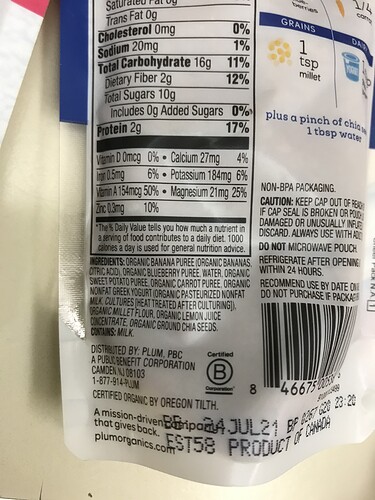 Saturated Fat 0g
Trans Fat 0g
Cholesterol 0mg 0%
Sodium 20mg 1%
Total Carbohydrate 16g 11%
Dietary Fiber 2g 12%
Total Sugars 10g
Includes 0g Added Sugars 0%
Protein 2g 17%
Vitamin D 0mcg 0% • Calcium 27mg 4%
Iron 0.5mg 6% • Potassium 184mg 6%
Vitamin A 154mcg 50% • Magnesium 21mg 25%
Zinc 0.3mg 10%
*The % Daily Value tells you how much a nutrient in
a serving of food contributes to a daily diet. 1000
calories a day is used for general nutrition advice.
INGREDIENTS: ORGANIC BANANA PUREE (ORGANIC BANANAS,
CITRIC ACID), ORGANIC BLUEBERRY PUREE, WATER, ORGANIC
SWEET POTATO PUREE, ORGANIC CARROT PUREE, ORGANIC
NONFAT GREEK YOGURT (ORGANIC PASTEURIZED NONFAT
MILK, CULTURES (HEAT TREATED AFTER CULTURING)),
ORGANIC MILLET FLOUR, ORGANIC LEMON JUICE
CONCENTRATE, ORGANIC GROUND CHIA SEEDS.
CONTAINS: MILK.
DISTRIBUTED BY: PLUM, PBC
A PUBLIC BENEFIT CORPORATION
CAMDEN NJ 08103
1-877-914-PLUM
CERTIFIED ORGANIC BY OREGON TILTH.
A mission-driven
that gives back.
plumorganics.com
Certified
B
Corporation
berries
1/4
GRAINS
1
tsp
millet
plus a pinch of chia
1 tbsp water
NON-BPA PACKAGING.
CAUTION: KEEP CAP OUT OF REACH
IF CAP SEAL IS BROKEN OR POUCH
DAMAGED OR UNUSUALLY INFLATED
DISCARD. ALWAYS USE WITH
DO NOT MICROWAVE POUCH.
REFRIGERATE AFTER OPENING
WITHIN 24 HOURS.
RECOMMEND USE BY DATE ON
DO NOT PURCHASE IF PACKAGE
8 46675
24JUL21 BP 0267 G20 23:20
EST58 PRODUCT OF CANADA